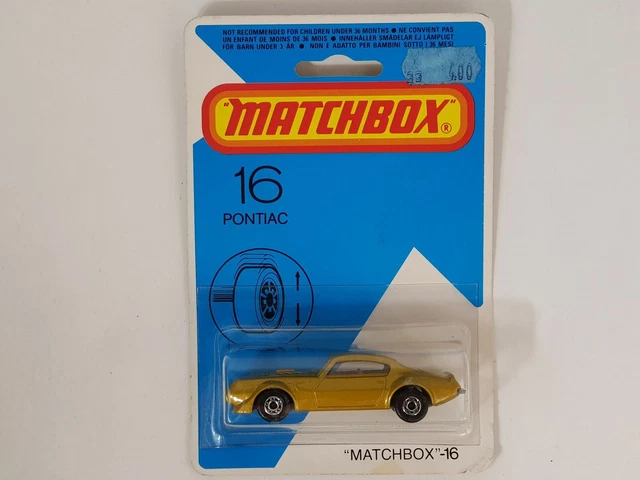 NOT RECOMMENDED FOR CHILDREN UNDER 36 MONTHS ● NE CONVIENT PAS
UN ENFANT DE MOINS DE 36 MOIS ● INNEHÅLLER SMÅDELAR EJ LÄMPLIGT
FÖR BARN UNDER 3 ÅR ● NON È ADATTO PER BAMBINI SOTTO I 36 MESI
400
"MATCHBOX"®
16
PONTIAC
"MATCHBOX"-16